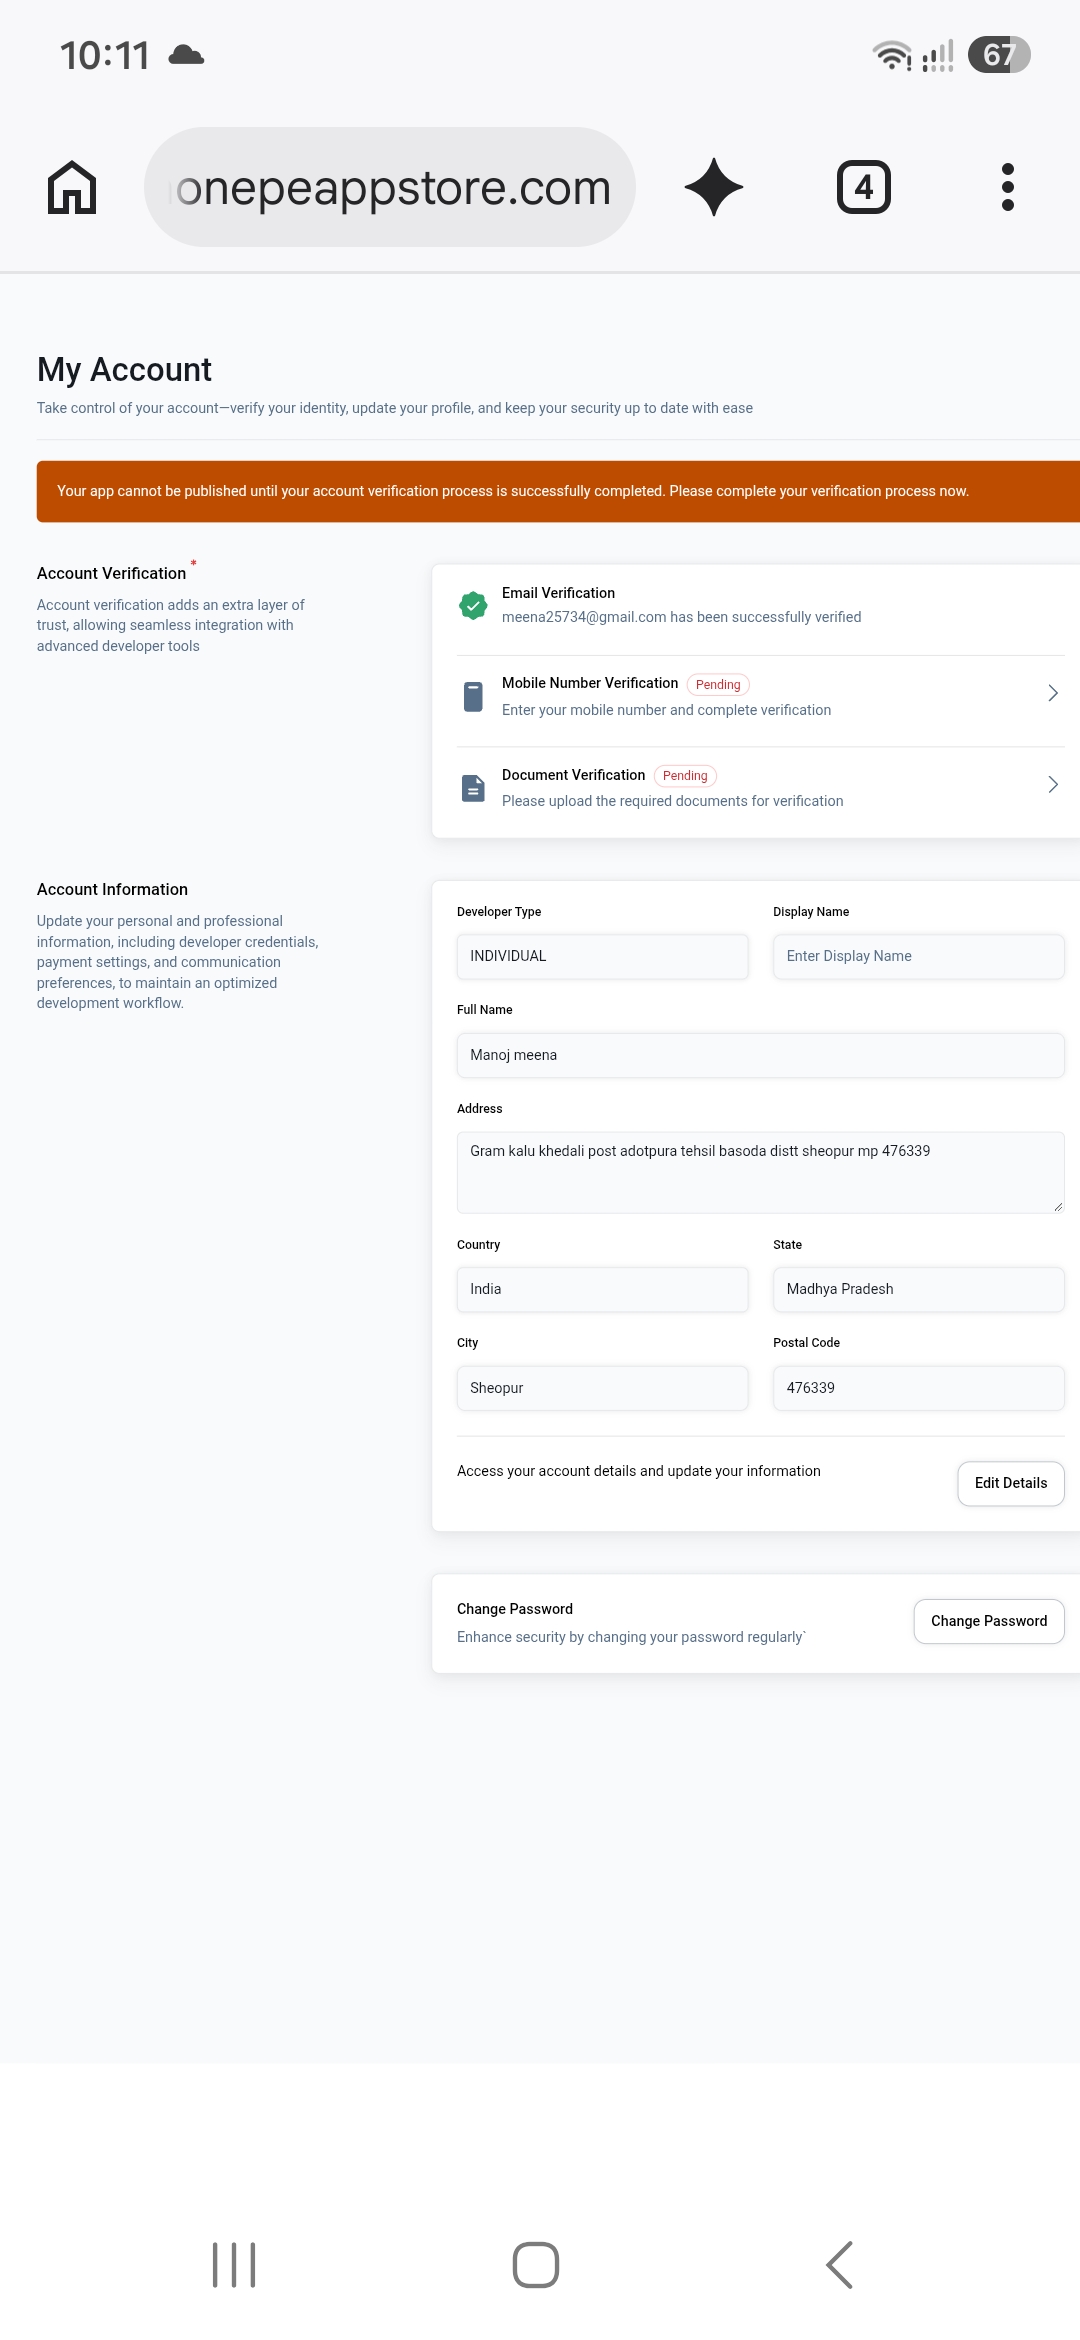 10:11
67
onepeappstore.com
4
My Account
Take control of your account—verify your identity, update your profile, and keep your security up to date with ease
Your app cannot be published until your account verification process is successfully completed. Please complete your verification process now.
Account Verification *
Account verification adds an extra layer of
trust, allowing seamless integration with
advanced developer tools
Email Verification
meena25734@gmail.com has been successfully verified
Mobile Number Verification Pending
Enter your mobile number and complete verification
Document Verification Pending
Please upload the required documents for verification
Account Information
Update your personal and professional
information, including developer credentials,
payment settings, and communication
preferences, to maintain an optimized
development workflow.
Developer Type Display Name
INDIVIDUAL Enter Display Name
Full Name
Manoj meena
Address
Gram kalu khedali post adotpura tehsil basoda distt sheopur mp 476339
Country State
India Madhya Pradesh
City Postal Code
Sheopur 476339
Access your account details and update your information Edit Details
Change Password
Enhance security by changing your password regularly`
Change Password